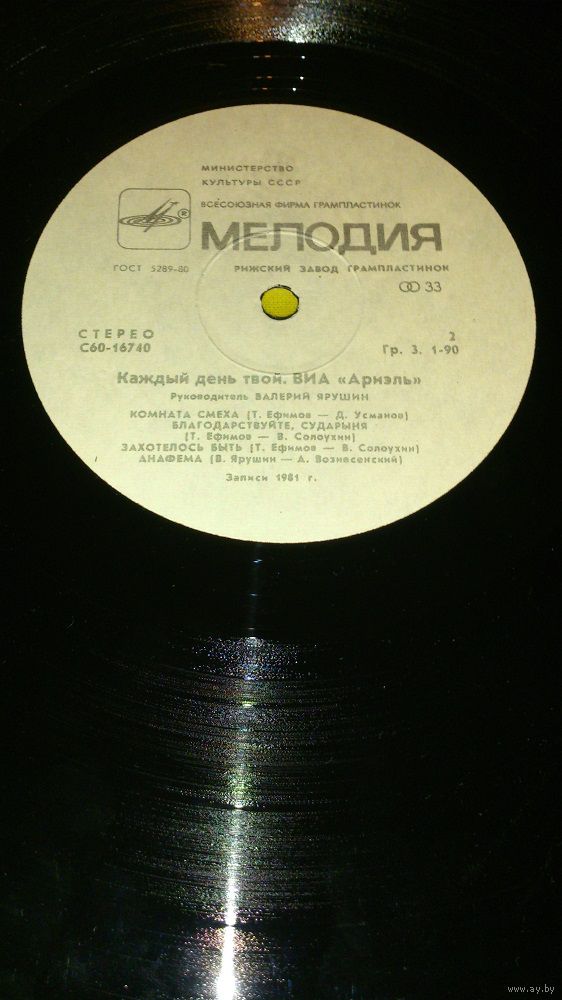 МИНИСТЕРСТВО
КУЛЬТУРЫ СССР
ВСЕСОЮЗНАЯ ФИРМА ГРАМПЛАСТИНОК
®
МЕЛОДИЯ
ГОСТ 5289-80 РИЖСКИЙ ЗАВОД ГРАМПЛАСТИНОК
33
СТЕРЕО 2
С60-16740 Гр. 3. 1-90
Каждый день твой. ВИА «Ариэль»
Руководитель ВАЛЕРИЙ ЯРУШИН
КОМНАТА СМЕХА (Т. Ефимов — Д. Усманов)
БЛАГОДАРСТВУЙТЕ, СУДАРЫНЯ
(Т. Ефимов — В. Солоухин)
ЗАХОТЕЛОСЬ БЫТЬ (Т. Ефимов — В. Солоухин)
АНАФЕМА (В. Ярушин — А. Вознесенский)
Записи 1981 г.
www.ay.by